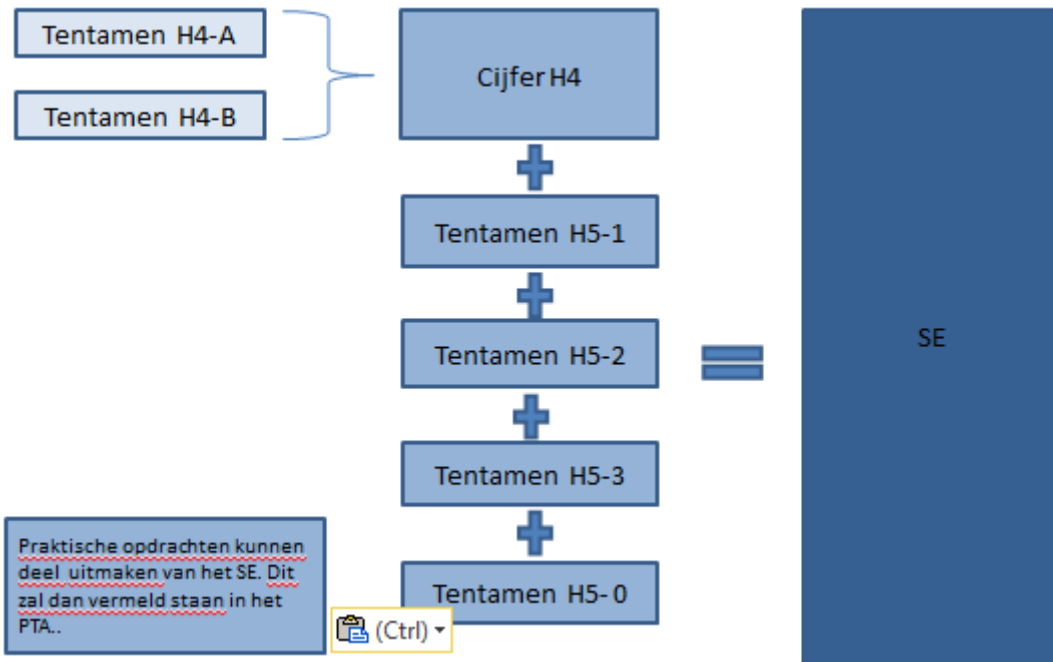 Tentamen H4-A
Tentamen H4-B
Cijfer H4
Tentamen H5-1
Tentamen H5-2
Tentamen H5-3
Tentamen H5- 0
SE
Praktische opdrachten kunnen
deel uitmaken van het SE. Dit
zal dan vermeld staan in het
PTA..
(Ctrl)